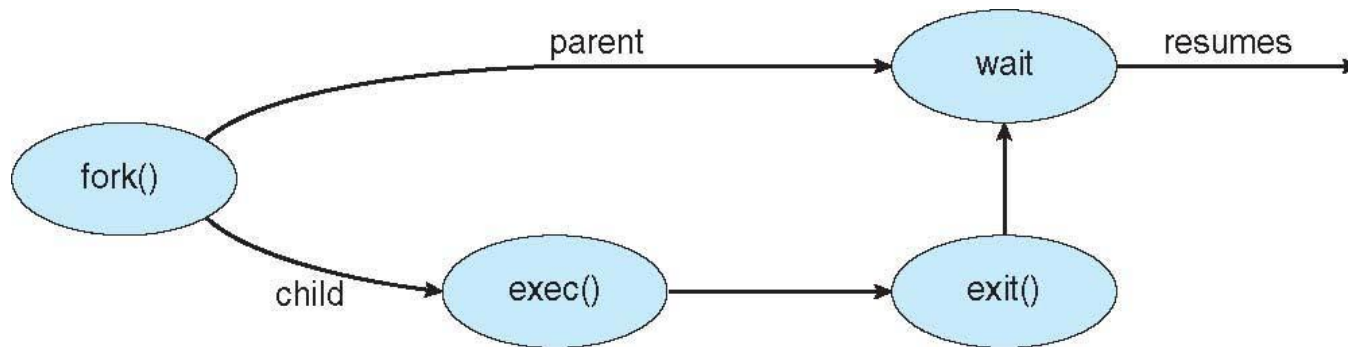 parent
wait
resumes
fork()
child
exec()
exit()